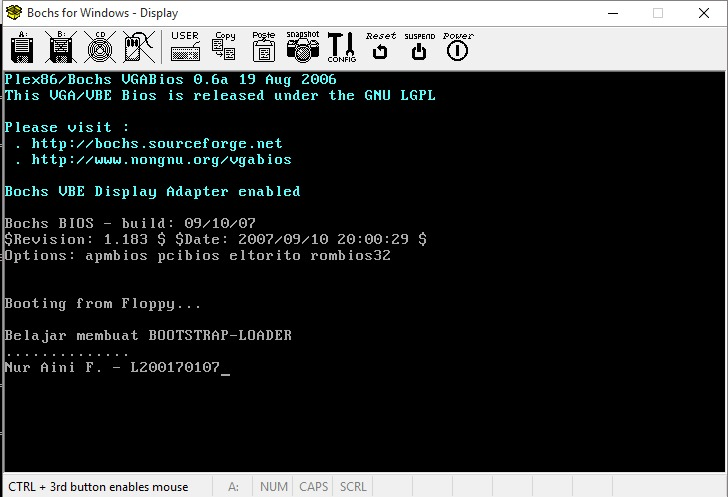 Bochs for Windows - Display
A:
B:
CD
USER
Copy
Paste
snapshot
CONFIG
Reset
SUSPEND
Power
Plex86/Bochs VGABios 0.6a 19 Aug 2006
This VGA/VBE Bios is released under the GNU LGPL
Please visit :
. http://bochs.sourceforge.net
. http://www.nongnu.org/vgabios
Bochs VBE Display Adapter enabled
Bochs BIOS - build: 09/10/07
$Revision: 1.183 $ $Date: 2007/09/10 20:00:29 $
Options: apmbios pcibios eltorito rombios32
Booting from Floppy...
Belajar membuat BOOTSTRAP-LOADER
..............
Nur Aini F. - L200170107_
CTRL + 3rd button enables mouse A: NUM CAPS SCRL